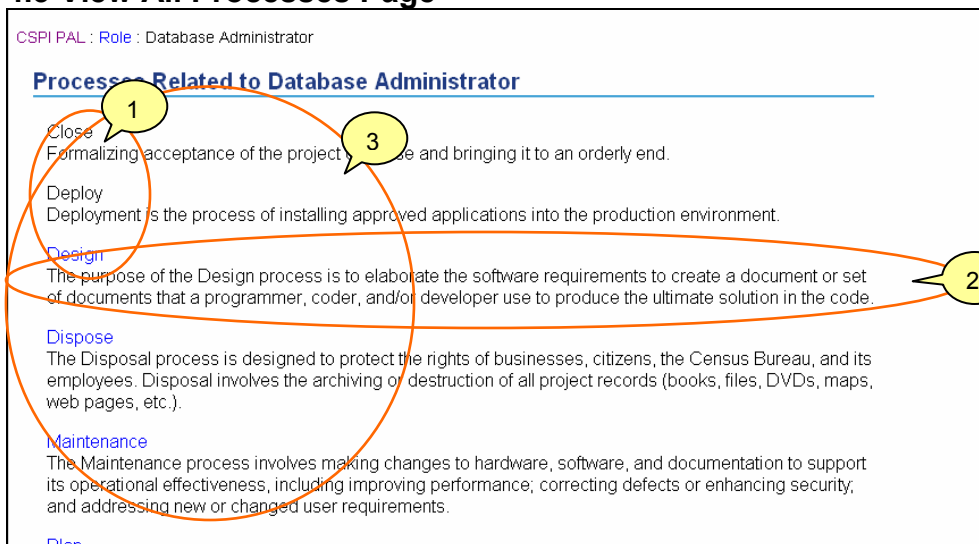 4.6 View All Processes Page
CSPI PAL : Role : Database Administrator
Processes Related to Database Administrator
1
Close
3
Formalizing acceptance of the project e and bringing it to an orderly end.
Deploy
Deployment is the process of installing approved applications into the production environment.
Design
The purpose of the Design process is to elaborate the software requirements to create a document or set
2
of documents that a programmer, coder, and/or developer use to produce the ultimate solution in the code.
Dispose
The Disposal process is designed to protect the rights of businesses, citizens, the Census Bureau, and its
employees. Disposal involves the archiving or destruction of all project records (books, files, DVDs, maps,
web pages, etc.).
Maintenance
The Maintenance process involves making changes to hardware, software, and documentation to support
its operational effectiveness, including improving performance; correcting defects or enhancing security;
and addressing new or changed user requirements.
Plan